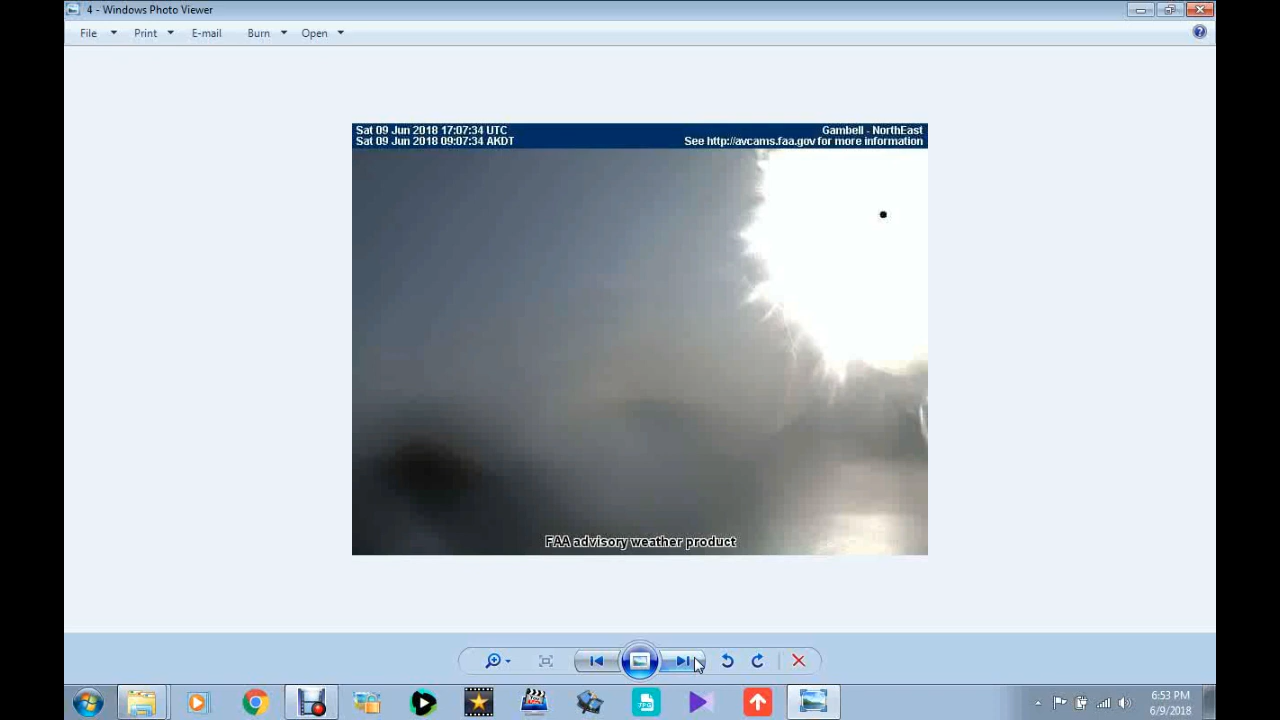 4 - Windows Photo Viewer
File Print E-mail Burn Open
Sat 09 Jun 2018 17:07:34 UTC Gambell - NorthEast
Sat 09 Jun 2018 09:07:34 AKDT See http://avcams.faa.gov for more information
FAA advisory weather product
6:53 PM
6/9/2018